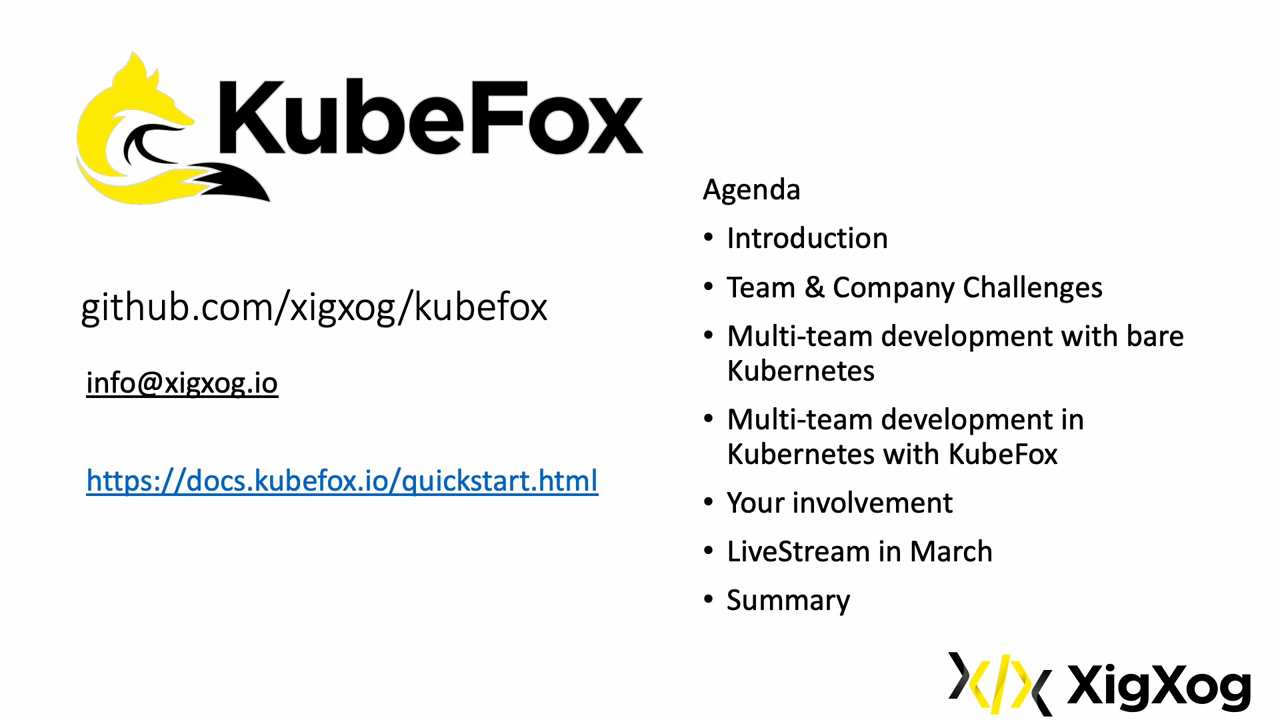 KubeFox
github.com/xigxog/kubefox
info@xigxog.io
https://docs.kubefox.io/quickstart.html
Agenda
• Introduction
• Team & Company Challenges
• Multi-team development with bare
Kubernetes
• Multi-team development in
Kubernetes with KubeFox
• Your involvement
• LiveStream in March
• Summary
XigXog